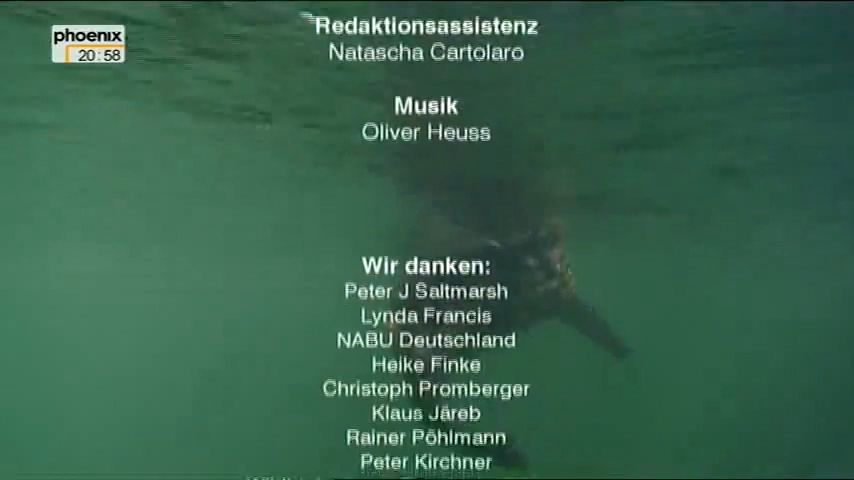 phoenix
20:58
Redaktionsassistenz
Natascha Cartolaro
Musik
Oliver Heuss
Wir danken:
Peter J Saltmarsh
Lynda Francis
NABU Deutschland
Heike Finke
Christoph Promberger
Klaus Järeb
Rainer Pöhlmann
Peter Kirchner